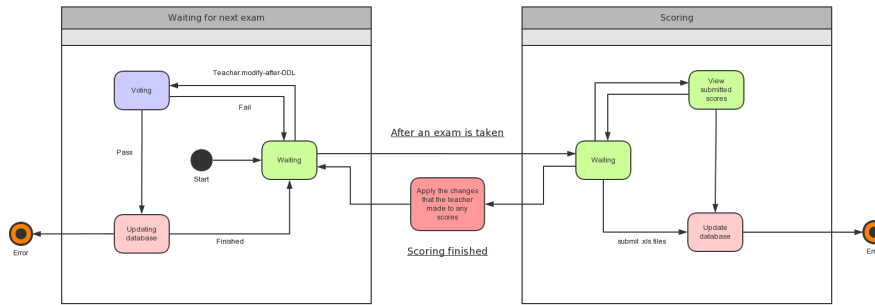 Waiting for next exam
Scoring
Teacher.modify-after-DDL
Voting
Fail
View
submitted
scores
After an exam is taken
Pass
Start
Waiting
Waiting
Apply the changes
that the teacher
made to any
scores
Updating
database
Finished
Error
Scoring finished
submit .xls files
Update
database